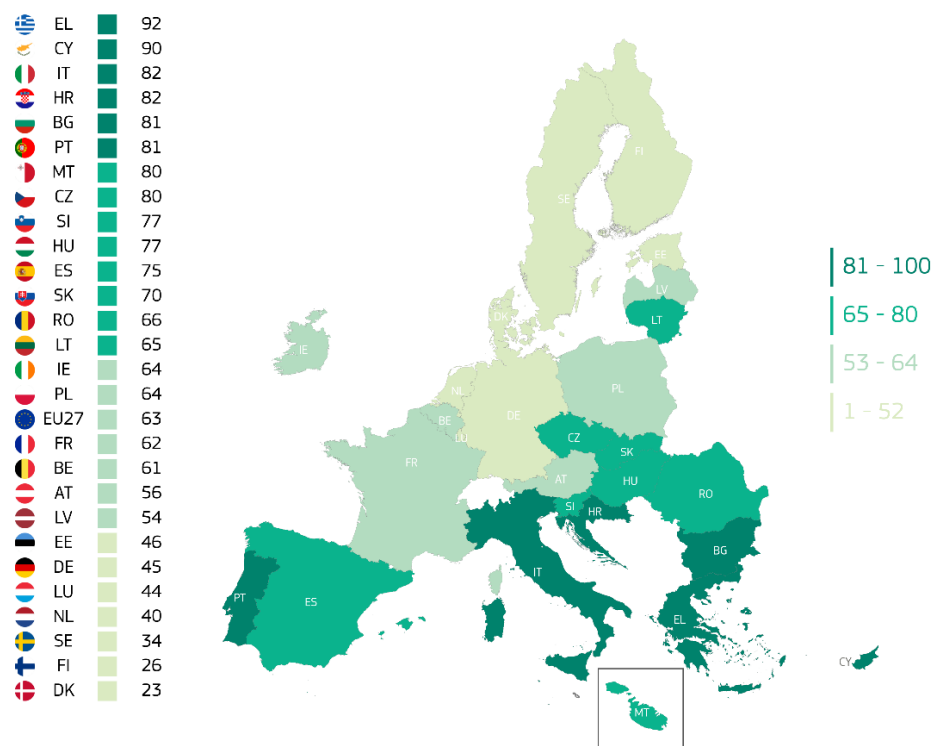 EL 92
CY 90
IT 82
HR 82
BG 81
PT 81
MT 80
CZ 80
SI 77
HU 77
ES 75
SK 70
RO 66
LT 65
IE 64
PL 64
EU27 63
FR 62
BE 61
AT 56
LV 54
EE 46
DE 45
LU 44
NL 40
SE 34
FI 26
DK 23
FI
SE
EE
LV
LT
DK
IE
NL
PL
BE
DE
LU
CZ
FR
SK
AT
HU
RO
SI
HR
BG
IT
PT
ES
EL
CY
MT
81 - 100
65 - 80
53 - 64
1 - 52